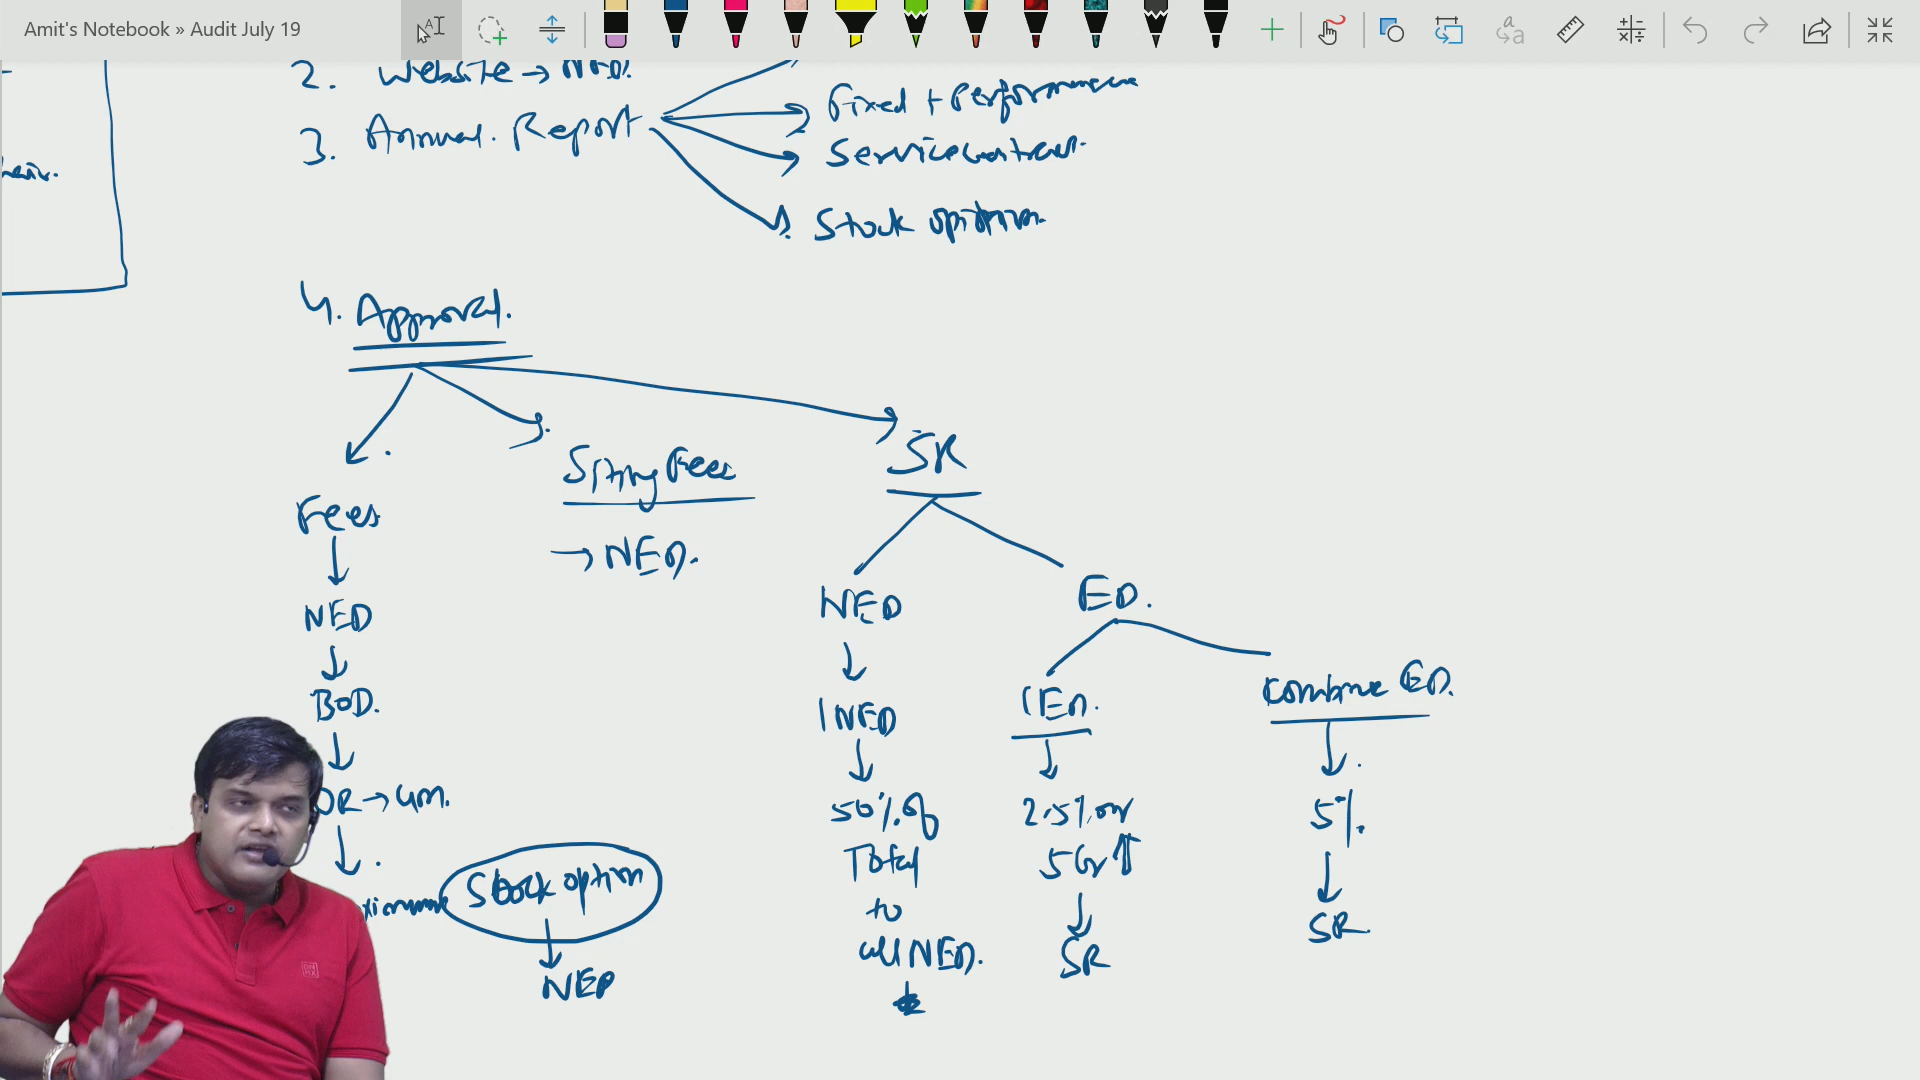 Amit's Notebook » Audit July 19
2. Website → NED.
3. Annual. Report
Fixed + Performance
Service contract.
Stock option.
4. Approval.
Fees
NED
BOD.
OR → GM.
Sitting Fees
→ NED.
Stock option
NED
SR
NED
INED
50% of
Total
to
all NED.
ED.
IED.
2.5% or
5Cr ↑
SR
Combine ED.
5%.
SR.